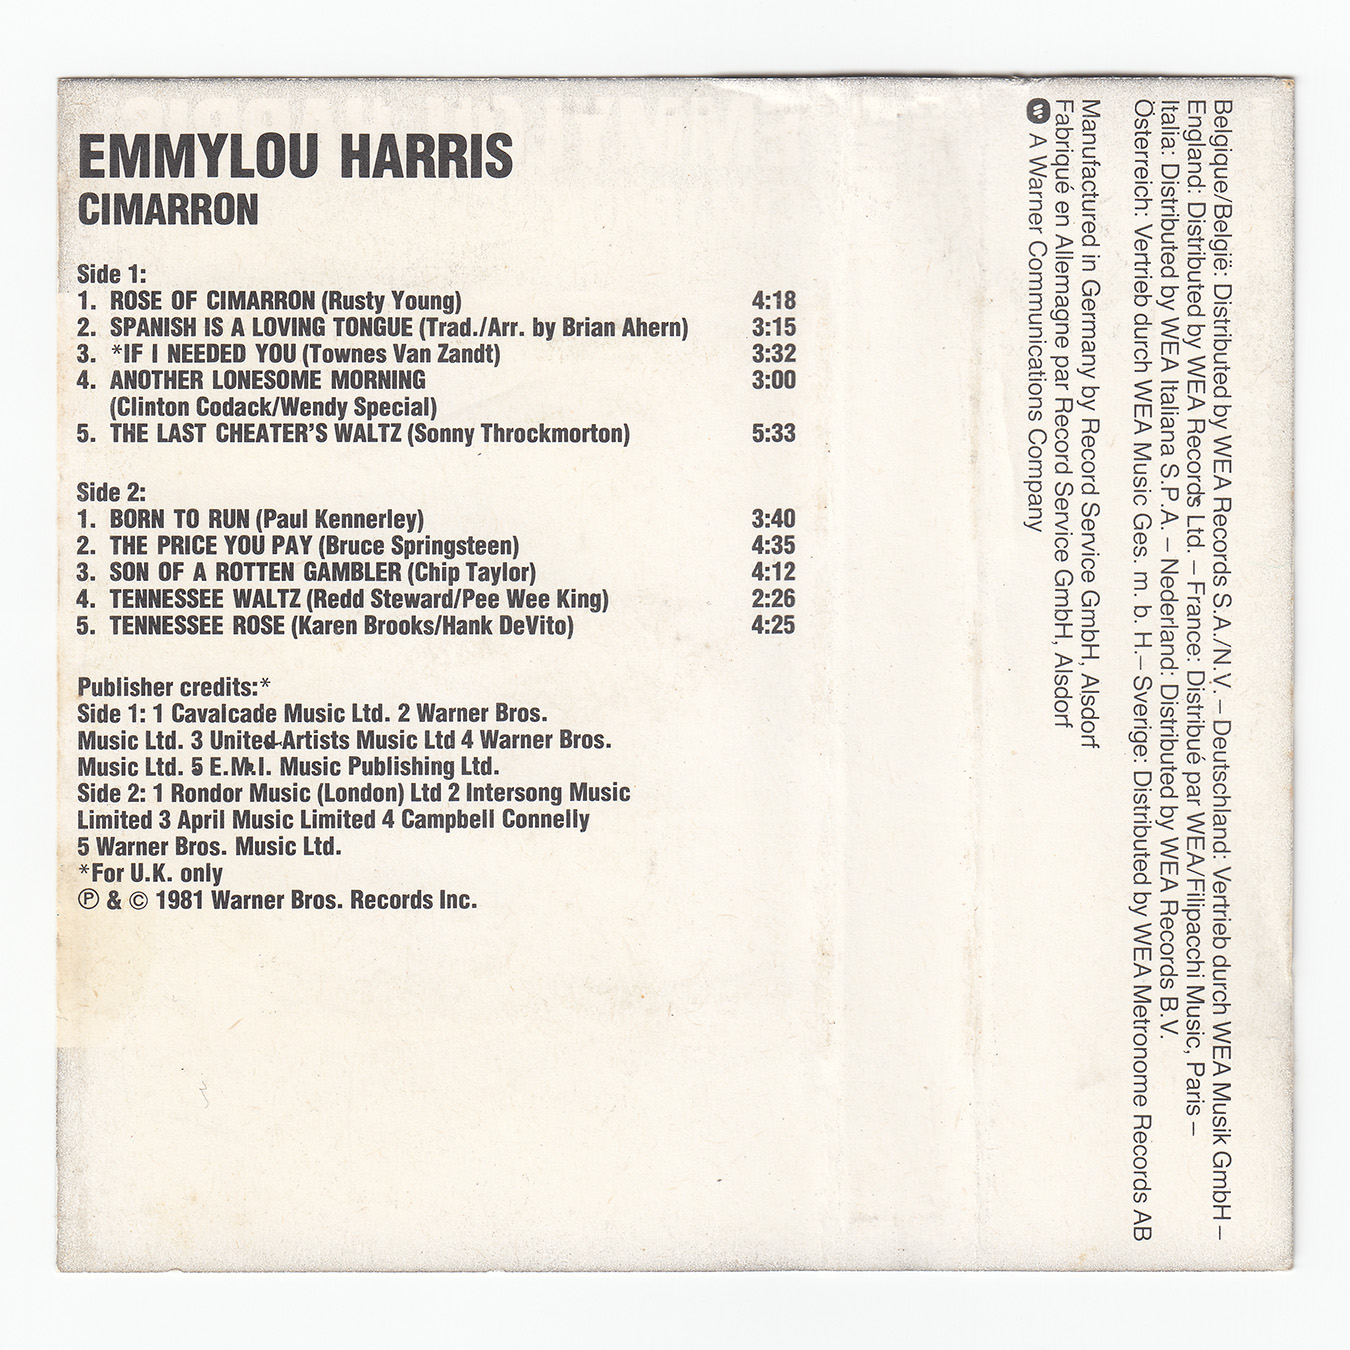 EMMYLOU HARRIS
CIMARRON
Side 1:
1. ROSE OF CIMARRON (Rusty Young) 4:18
2. SPANISH IS A LOVING TONGUE (Trad./Arr. by Brian Ahern) 3:15
3. *IF I NEEDED YOU (Townes Van Zandt) 3:32
4. ANOTHER LONESOME MORNING 3:00
(Clinton Codack/Wendy Special)
5. THE LAST CHEATER'S WALTZ (Sonny Throckmorton) 5:33
Side 2:
1. BORN TO RUN (Paul Kennerley) 3:40
2. THE PRICE YOU PAY (Bruce Springsteen) 4:35
3. SON OF A ROTTEN GAMBLER (Chip Taylor) 4:12
4. TENNESSEE WALTZ (Redd Steward/Pee Wee King) 2:26
5. TENNESSEE ROSE (Karen Brooks/Hank DeVito) 4:25
Publisher credits:*
Side 1: 1 Cavalcade Music Ltd. 2 Warner Bros.
Music Ltd. 3 United Artists Music Ltd 4 Warner Bros.
Music Ltd. 5 E.M.I. Music Publishing Ltd.
Side 2: 1 Rondor Music (London) Ltd 2 Intersong Music
Limited 3 April Music Limited 4 Campbell Connelly
5 Warner Bros. Music Ltd.
*For U.K. only
℗ & © 1981 Warner Bros. Records Inc.
Belgique/België: Distributed by WEA Records S.A./N.V. – Deutschland: Vertrieb durch WEA Musik GmbH –
England: Distributed by WEA Records Ltd. – France: Distribué par WEA/Filipacchi Music, Paris –
Italia: Distributed by WEA Italiana S.P.A. – Nederland: Distributed by WEA Records B.V.
Österreich: Vertrieb durch WEA Music Ges. m. b. H. – Sverige: Distributed by WEA Metronome Records AB
Manufactured in Germany by Record Service GmbH, Alsdorf
Fabriqué en Allemagne par Record Service GmbH, Alsdorf
A Warner Communications Company